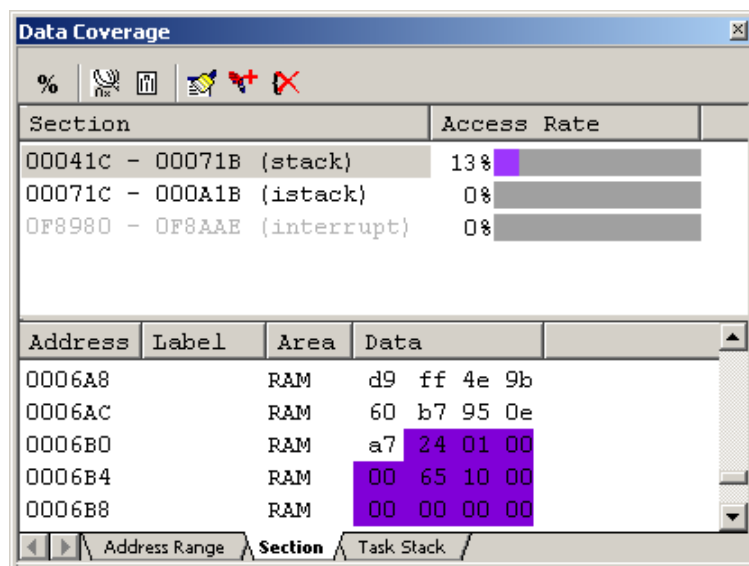 Data Coverage
%
Section Access Rate
00041C - 00071B (stack) 13%
00071C - 000A1B (istack) 0%
0F8980 - 0F8AAE (interrupt) 0%
Address Label Area Data
0006A8 RAM d9 ff 4e 9b
0006AC RAM 60 b7 95 0e
0006B0 RAM a7 24 01 00
0006B4 RAM 00 65 10 00
0006B8 RAM 00 00 00 00
Address Range Section Task Stack